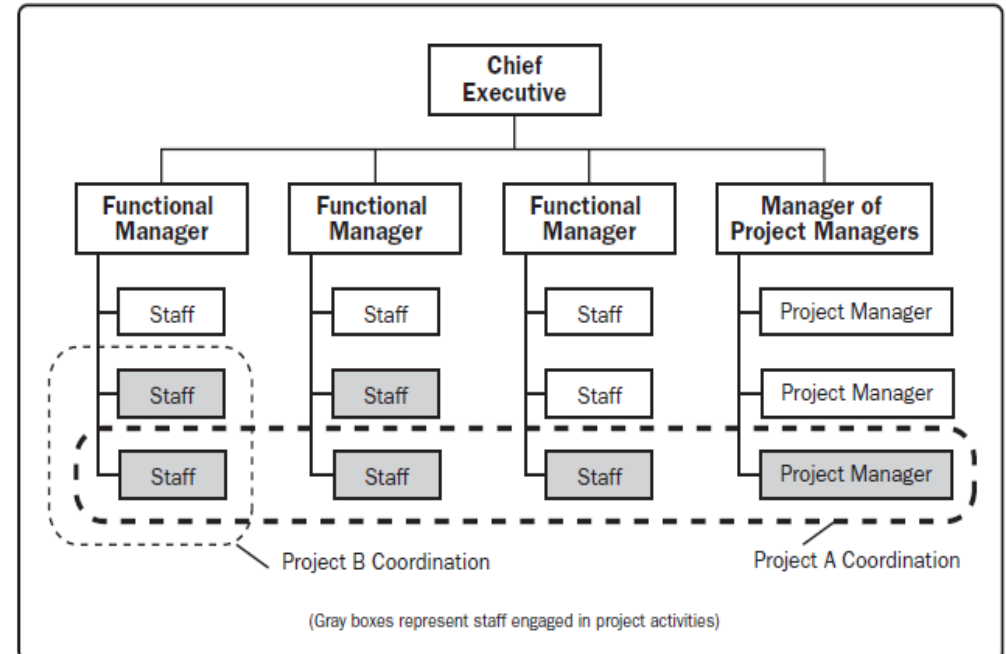 Chief
Executive
Functional
Manager
Functional
Manager
Functional
Manager
Manager of
Project Managers
Staff
Staff
Staff
Project Manager
Staff
Staff
Staff
Project Manager
Staff
Staff
Staff
Project Manager
Project B Coordination
Project A Coordination
(Gray boxes represent staff engaged in project activities)